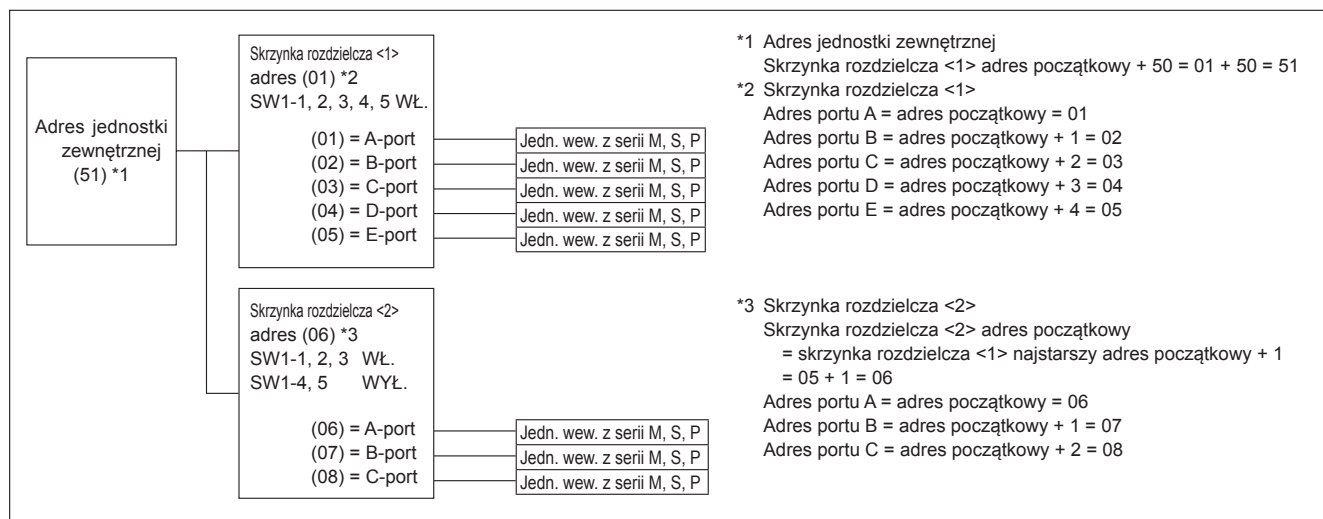 Adres jednostki
zewnętrznej
(51) *1
Skrzynka rozdzielcza <1>
adres (01) *2
SW1-1, 2, 3, 4, 5 WŁ.
(01) = A-port
(02) = B-port
(03) = C-port
(04) = D-port
(05) = E-port
Jedn. wew. z serii M, S, P
Jedn. wew. z serii M, S, P
Jedn. wew. z serii M, S, P
Jedn. wew. z serii M, S, P
Jedn. wew. z serii M, S, P
Skrzynka rozdzielcza <2>
adres (06) *3
SW1-1, 2, 3 WŁ.
SW1-4, 5 WYŁ.
(06) = A-port
(07) = B-port
(08) = C-port
Jedn. wew. z serii M, S, P
Jedn. wew. z serii M, S, P
Jedn. wew. z serii M, S, P
*1 Adres jednostki zewnętrznej
Skrzynka rozdzielcza <1> adres początkowy + 50 = 01 + 50 = 51
*2 Skrzynka rozdzielcza <1>
Adres portu A = adres początkowy = 01
Adres portu B = adres początkowy + 1 = 02
Adres portu C = adres początkowy + 2 = 03
Adres portu D = adres początkowy + 3 = 04
Adres portu E = adres początkowy + 4 = 05
*3 Skrzynka rozdzielcza <2>
Skrzynka rozdzielcza <2> adres początkowy
= skrzynka rozdzielcza <1> najstarszy adres początkowy + 1
= 05 + 1 = 06
Adres portu A = adres początkowy = 06
Adres portu B = adres początkowy + 1 = 07
Adres portu C = adres początkowy + 2 = 08